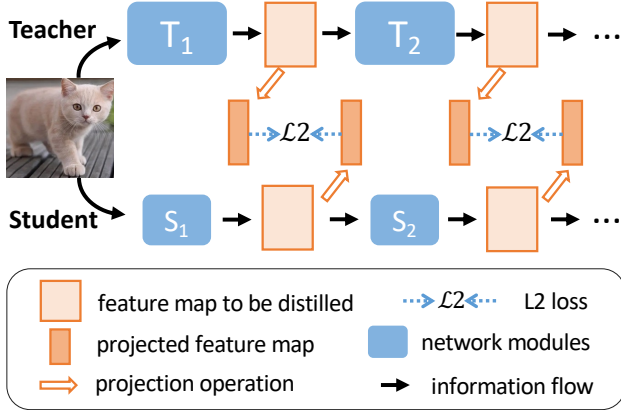 Teacher
T1
T2
...
ℒ2
ℒ2
Student
S1
S2
...
feature map to be distilled
ℒ2
L2 loss
projected feature map
network modules
projection operation
information flow